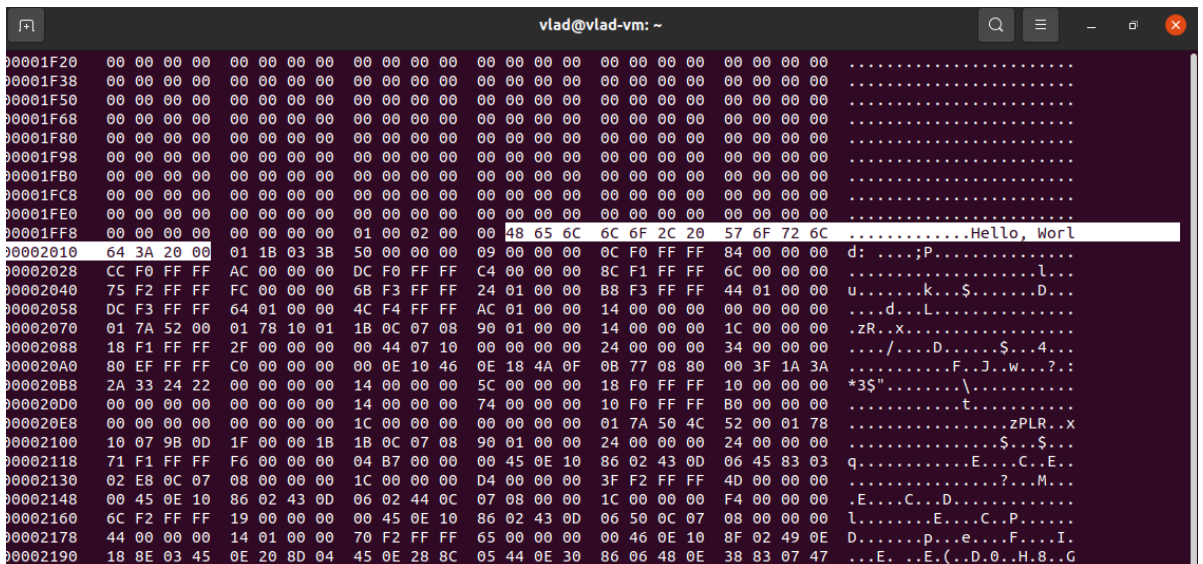 vlad@vlad-vm: ~
00001F20 00 00 00 00 00 00 00 00 00 00 00 00 00 00 00 00 00 00 00 00 00 00 00 00 ........................
00001F38 00 00 00 00 00 00 00 00 00 00 00 00 00 00 00 00 00 00 00 00 00 00 00 00 ........................
00001F50 00 00 00 00 00 00 00 00 00 00 00 00 00 00 00 00 00 00 00 00 00 00 00 00 ........................
00001F68 00 00 00 00 00 00 00 00 00 00 00 00 00 00 00 00 00 00 00 00 00 00 00 00 ........................
00001F80 00 00 00 00 00 00 00 00 00 00 00 00 00 00 00 00 00 00 00 00 00 00 00 00 ........................
00001F98 00 00 00 00 00 00 00 00 00 00 00 00 00 00 00 00 00 00 00 00 00 00 00 00 ........................
00001FB0 00 00 00 00 00 00 00 00 00 00 00 00 00 00 00 00 00 00 00 00 00 00 00 00 ........................
00001FC8 00 00 00 00 00 00 00 00 00 00 00 00 00 00 00 00 00 00 00 00 00 00 00 00 ........................
00001FE0 00 00 00 00 00 00 00 00 00 00 00 00 00 00 00 00 00 00 00 00 00 00 00 00 ........................
00001FF8 00 00 00 00 00 00 00 00 01 00 02 00 00 48 65 6C 6C 6F 2C 20 57 6F 72 6C .............Hello, Worl
00002010 64 3A 20 00 01 1B 03 3B 50 00 00 00 09 00 00 00 0C F0 FF FF 84 00 00 00 d: ....;P...............
00002028 CC F0 FF FF AC 00 00 00 DC F0 FF FF C4 00 00 00 8C F1 FF FF 6C 00 00 00 ....................l...
00002040 75 F2 FF FF FC 00 00 00 6B F3 FF FF 24 01 00 00 B8 F3 FF FF 44 01 00 00 u.......k...$.......D...
00002058 DC F3 FF FF 64 01 00 00 4C F4 FF FF AC 01 00 00 14 00 00 00 00 00 00 00 ....d...L...............
00002070 01 7A 52 00 01 78 10 01 1B 0C 07 08 90 01 00 00 14 00 00 00 1C 00 00 00 .zR..x..................
00002088 18 F1 FF FF 2F 00 00 00 00 44 07 10 00 00 00 00 24 00 00 00 34 00 00 00 ..../....D......$...4...
000020A0 80 EF FF FF C0 00 00 00 00 0E 10 46 0E 18 4A 0F 0B 77 08 80 00 3F 1A 3A ...........F..J..w...?.:
000020B8 2A 33 24 22 00 00 00 00 14 00 00 00 5C 00 00 00 18 F0 FF FF 10 00 00 00 *3$"........\...........
000020D0 00 00 00 00 00 00 00 00 14 00 00 00 74 00 00 00 10 F0 FF FF B0 00 00 00 ............t...........
000020E8 00 00 00 00 00 00 00 00 1C 00 00 00 00 00 00 00 01 7A 50 4C 52 00 01 78 .................zPLR..x
00002100 10 07 9B 0D 1F 00 00 1B 1B 0C 07 08 90 01 00 00 24 00 00 00 24 00 00 00 ................$...$...
00002118 71 F1 FF FF F6 00 00 00 04 B7 00 00 00 45 0E 10 86 02 43 0D 06 45 83 03 q............E....C..E..
00002130 02 E8 0C 07 08 00 00 00 1C 00 00 00 D4 00 00 00 3F F2 FF FF 4D 00 00 00 ................?...M...
00002148 00 45 0E 10 86 02 43 0D 06 02 44 0C 07 08 00 00 1C 00 00 00 F4 00 00 00 .E....C...D.............
00002160 6C F2 FF FF 19 00 00 00 00 45 0E 10 86 02 43 0D 06 50 0C 07 08 00 00 00 l........E....C..P......
00002178 44 00 00 00 14 01 00 00 70 F2 FF FF 65 00 00 00 00 46 0E 10 8F 02 49 0E D.......p...e....F....I.
00002190 18 8E 03 45 0E 20 8D 04 45 0E 28 8C 05 44 0E 30 86 06 48 0E 38 83 07 47 ...E. ..E.(..D.0..H.8..G